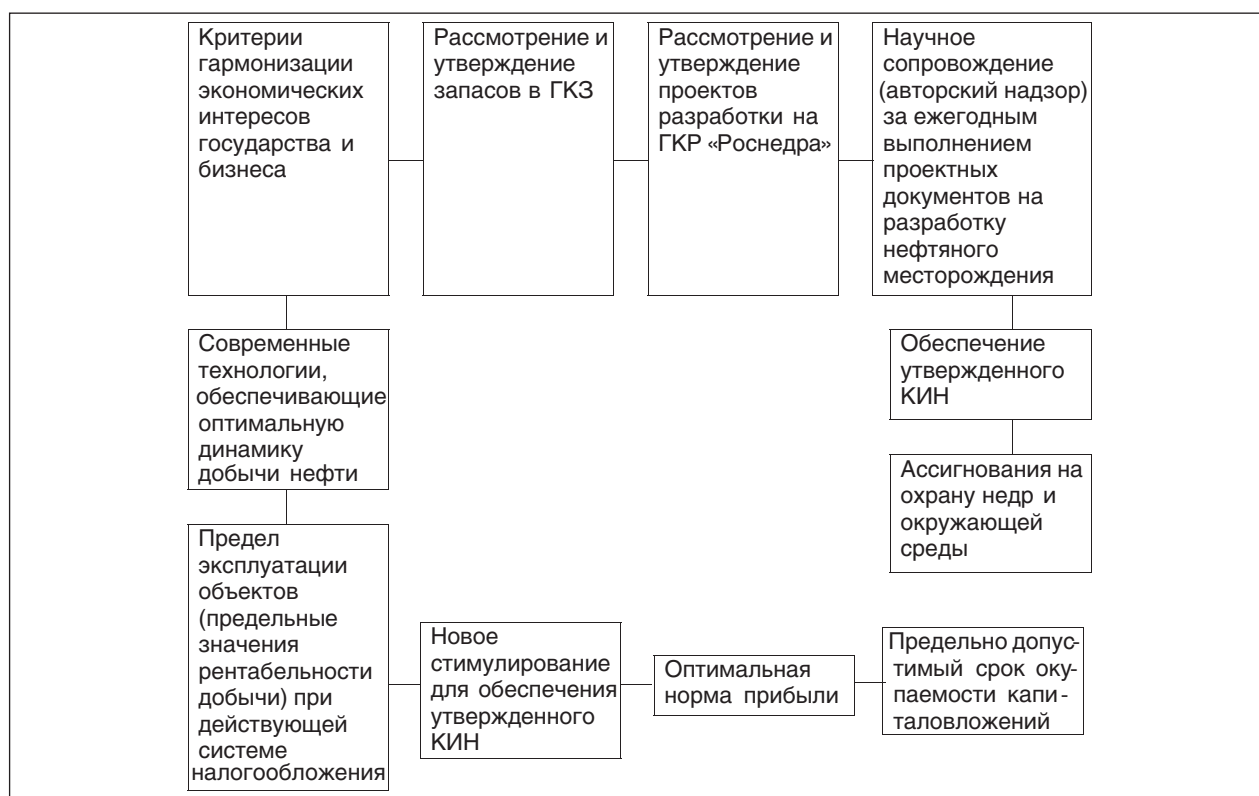 Критерии
гармонизации
экономических
интересов
государства и
бизнеса
Рассмотрение и
утверждение
запасов в ГКЗ
Рассмотрение и
утверждение
проектов
разработки на
ГКР «Роснедра»
Научное
сопровождение
(авторский надзор)
за ежегодным
выполнением
проектных
документов на
разработку
нефтяного
месторождения
Современные
технологии,
обеспечивающие
оптимальную
динамику
добычи нефти
Обеспечение
утвержденного
КИН
Ассигнования на
охрану недр и
окружающей
среды
Предел
эксплуатации
объектов
(предельные
значения
рентабельности
добычи) при
действующей
системе
налогообложения
Новое
стимулирование
для обеспечения
утвержденного
КИН
Оптимальная
норма прибыли
Предельно допус-
тимый срок оку-
паемости капи-
таловложений